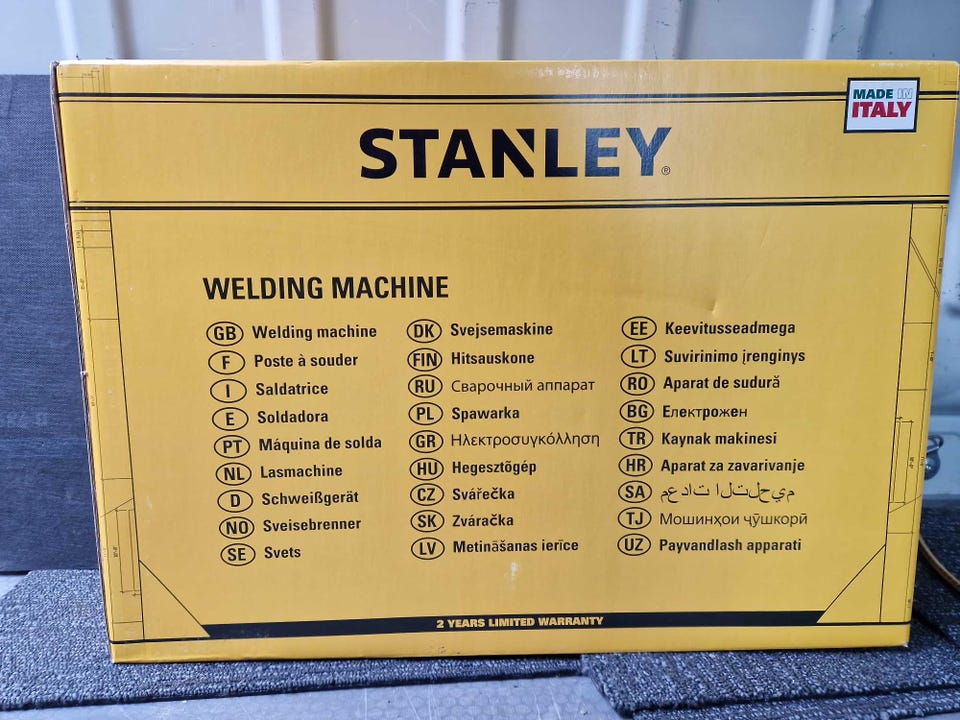 MADE IN
ITALY
STANLEY®
WELDING MACHINE
GB Welding machine
F Poste à souder
I Saldatrice
E Soldadora
PT Máquina de solda
NL Lasmachine
D Schweißgerät
NO Sveisebrenner
SE Svets
DK Svejsemaskine
FIN Hitsauskone
RU Сварочный аппарат
PL Spawarka
GR Ηλεκτροσυγκόλληση
HU Hegesztõgép
CZ Svářečka
SK Zváračka
LV Metināšanas ierīce
EE Keevitusseadmega
LT Suvirinimo įrenginys
RO Aparat de sudură
BG Електрожен
TR Kaynak makinesi
HR Aparat za zavarivanje
SA معدات التلحيم
TJ Мошинҳои ҷӯшкорӣ
UZ Payvandlash apparati
2 YEARS LIMITED WARRANTY